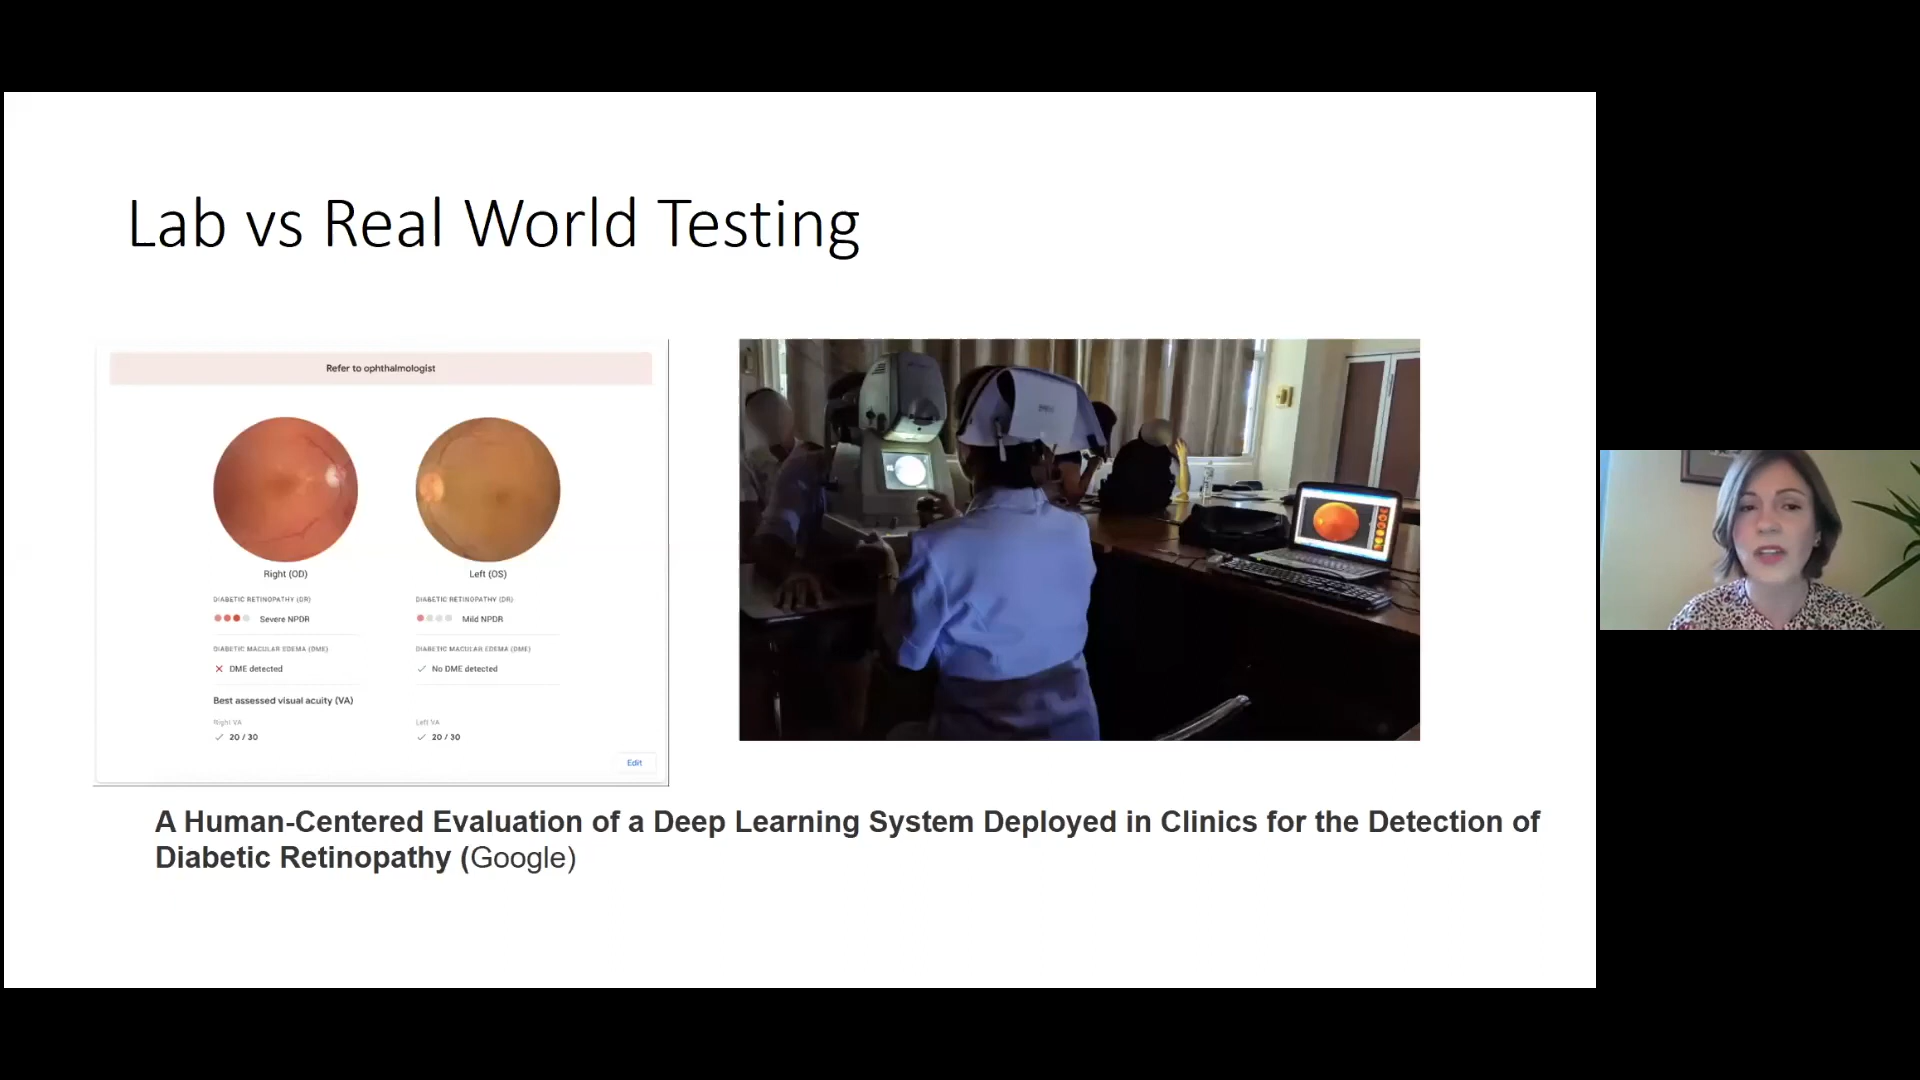 Lab vs Real World Testing
Refer to ophthalmologist
Right (OD)
Left (OS)
DIABETIC RETINOPATHY (DR)
DIABETIC RETINOPATHY (DR)
Severe NPDR
Mild NPDR
DIABETIC MACULAR EDEMA (DME)
DIABETIC MACULAR EDEMA (DME)
DME detected
No DME detected
Best assessed visual acuity (VA)
Right VA
Left VA
20 / 30
20 / 30
Edit
A Human-Centered Evaluation of a Deep Learning System Deployed in Clinics for the Detection of
Diabetic Retinopathy (Google)